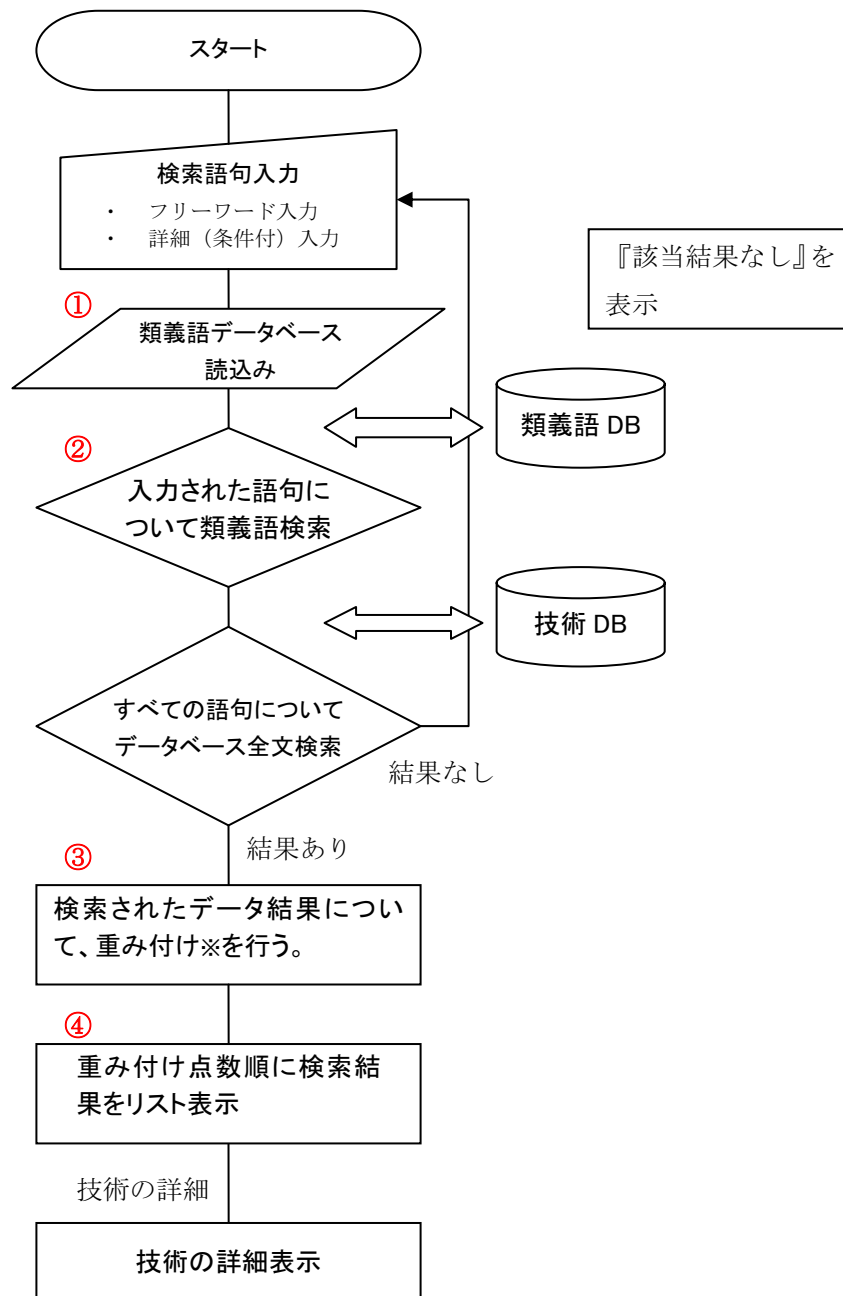 スタート
検索語句入力
・ フリーワード入力
・ 詳細（条件付）入力
『該当結果なし』を
表示
①
類義語データベース
読込み
類義語 DB
②
入力された語句に
ついて類義語検索
技術 DB
すべての語句について
データベース全文検索
結果なし
結果あり
③
検索されたデータ結果につい
て、重み付け※を行う。
④
重み付け点数順に検索結
果をリスト表示
技術の詳細
技術の詳細表示